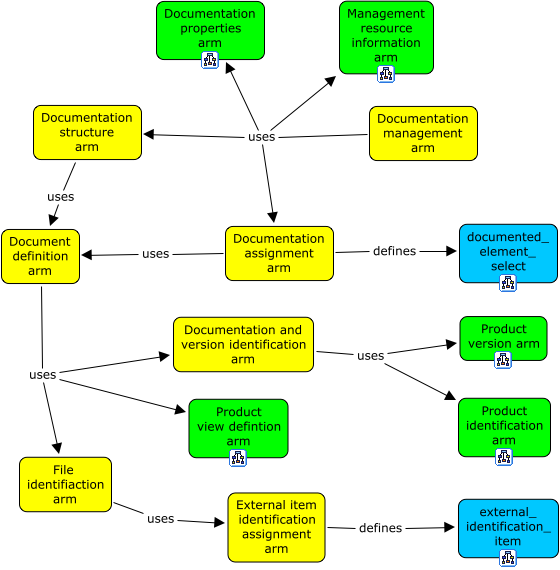 Documentation
properties
arm
Management
resource
information
arm
Documentation
structure
arm
uses
Documentation
management
arm
uses
Document
definition
arm
uses
Documentation
assignment
arm
defines
documented_
element_
select
Documentation and
version identification
arm
uses
Product
version arm
uses
Product
view defintion
arm
Product
identification
arm
File
identifiaction
arm
uses
External item
identification
assignment
arm
defines
external_
identification_
item